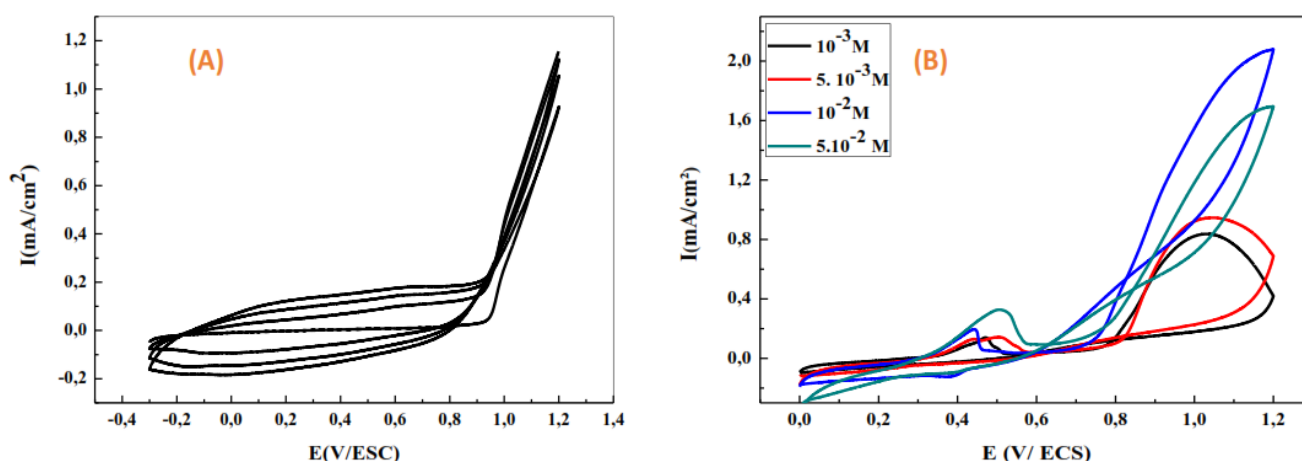 (A)
I(mA/cm²)
1,2
1,0
0,8
0,6
0,4
0,2
0,0
-0,2
-0,4 -0,2 0,0 0,2 0,4 0,6 0,8 1,0 1,2 1,4
E(V/ESC)
(B)
10⁻³M
5. 10⁻³M
10⁻²M
5.10⁻² M
I(mA/cm²)
2,0
1,6
1,2
0,8
0,4
0,0
0,0 0,2 0,4 0,6 0,8 1,0 1,2
E (V/ ECS)